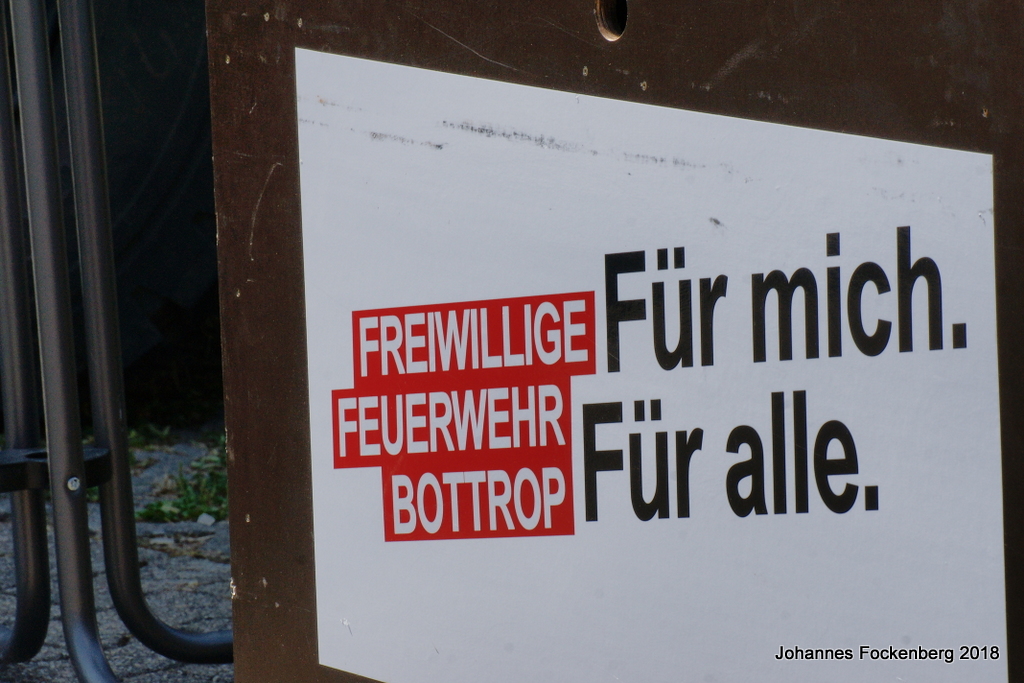 FREIWILLIGE
FEUERWEHR
BOTTROP
Für mich.
Für alle.
Johannes Fockenberg 2018